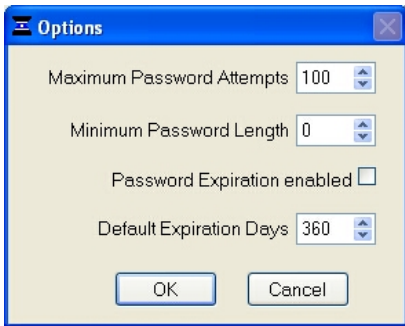 Options
Maximum Password Attempts 100
Minimum Password Length 0
Password Expiration enabled
Default Expiration Days 360
OK Cancel